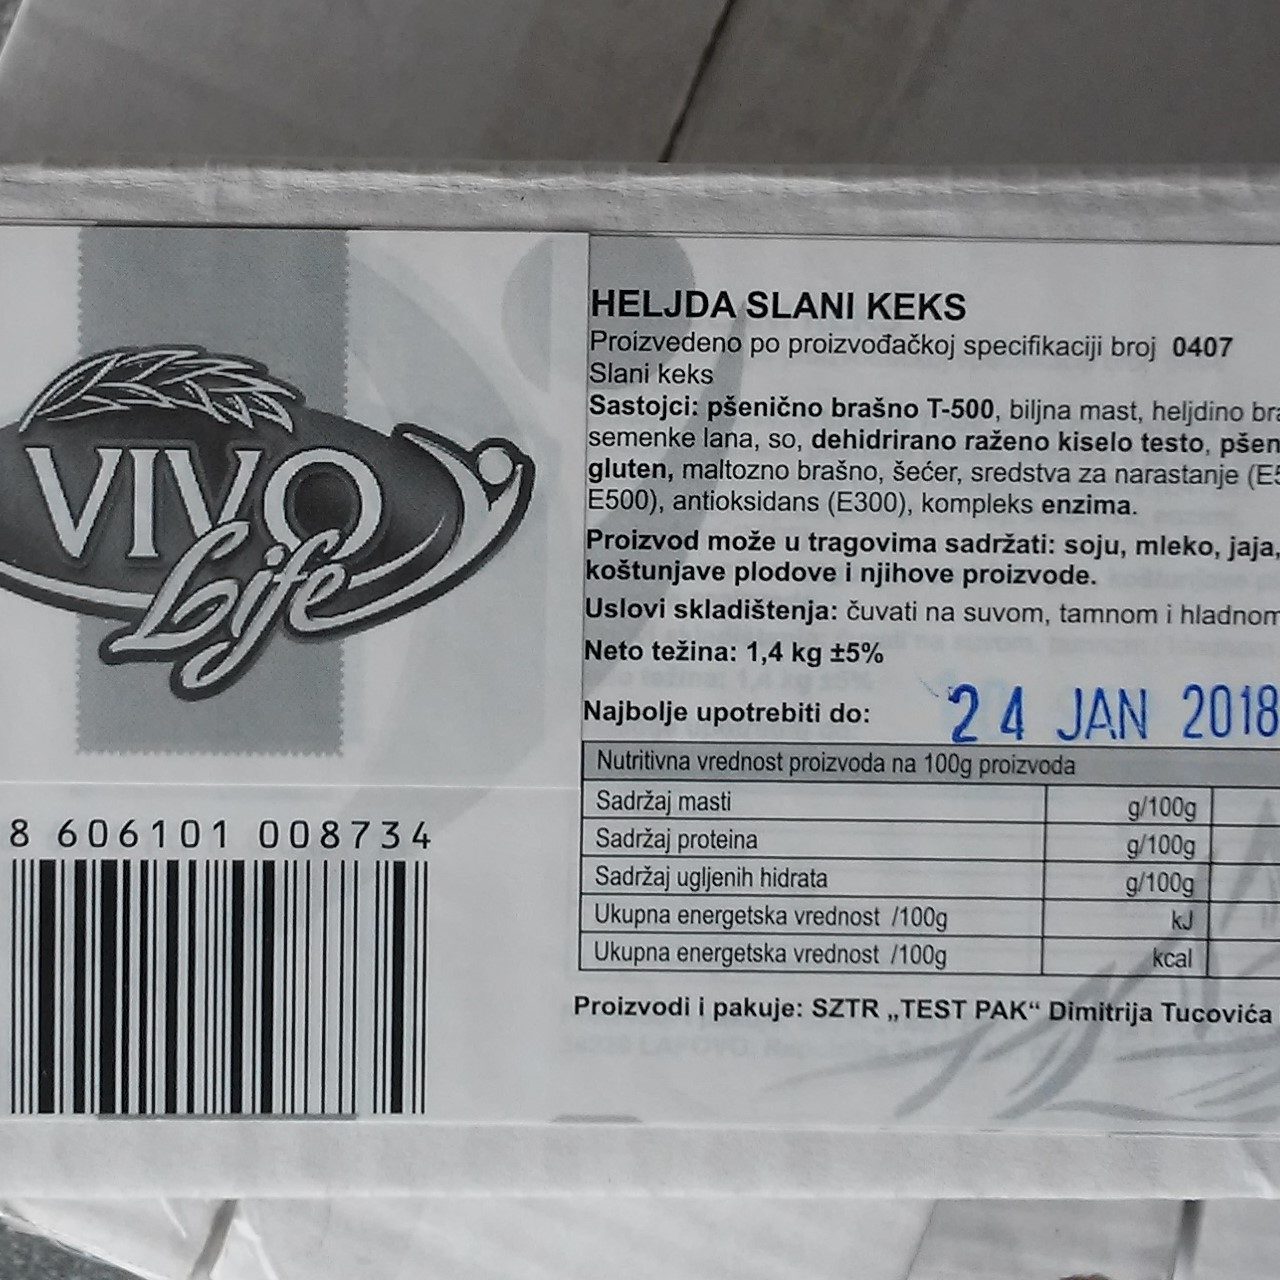 VIVO
Life
8 606101 008734
HELJDA SLANI KEKS
Proizvedeno po proizvođačkoj specifikaciji broj 0407
Slani keks
Sastojci: pšenično brašno T-500, biljna mast, heljdino
semenke lana, so, dehidrirano raženo kiselo testo,
gluten, maltozno brašno, šećer, sredstva za narastanje
E500), antioksidans (E300), kompleks enzima.
Proizvod može u tragovima sadržati: soju, mleko, jaja,
koštunjave plodove i njihove proizvode.
Uslovi skladištenja: čuvati na suvom, tamnom i hladnom
Neto težina: 1,4 kg ±5%
Najbolje upotrebiti do: 24 JAN 2018
Nutritivna vrednost proizvoda na 100g proizvoda
Sadržaj masti g/100g
Sadržaj proteina g/100g
Sadržaj ugljenih hidrata g/100g
Ukupna energetska vrednost /100g kJ
Ukupna energetska vrednost /100g kcal
Proizvodi i pakuje: SZTR „TEST PAK“ Dimitrija Tucovića